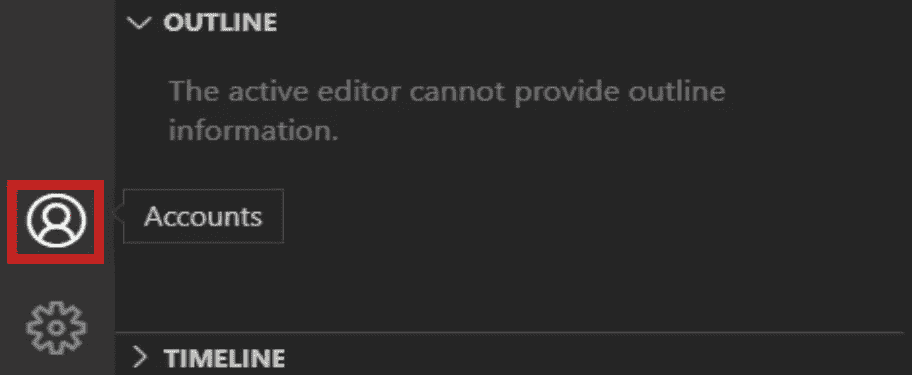 OUTLINE
The active editor cannot provide outline
information.
Accounts
TIMELINE